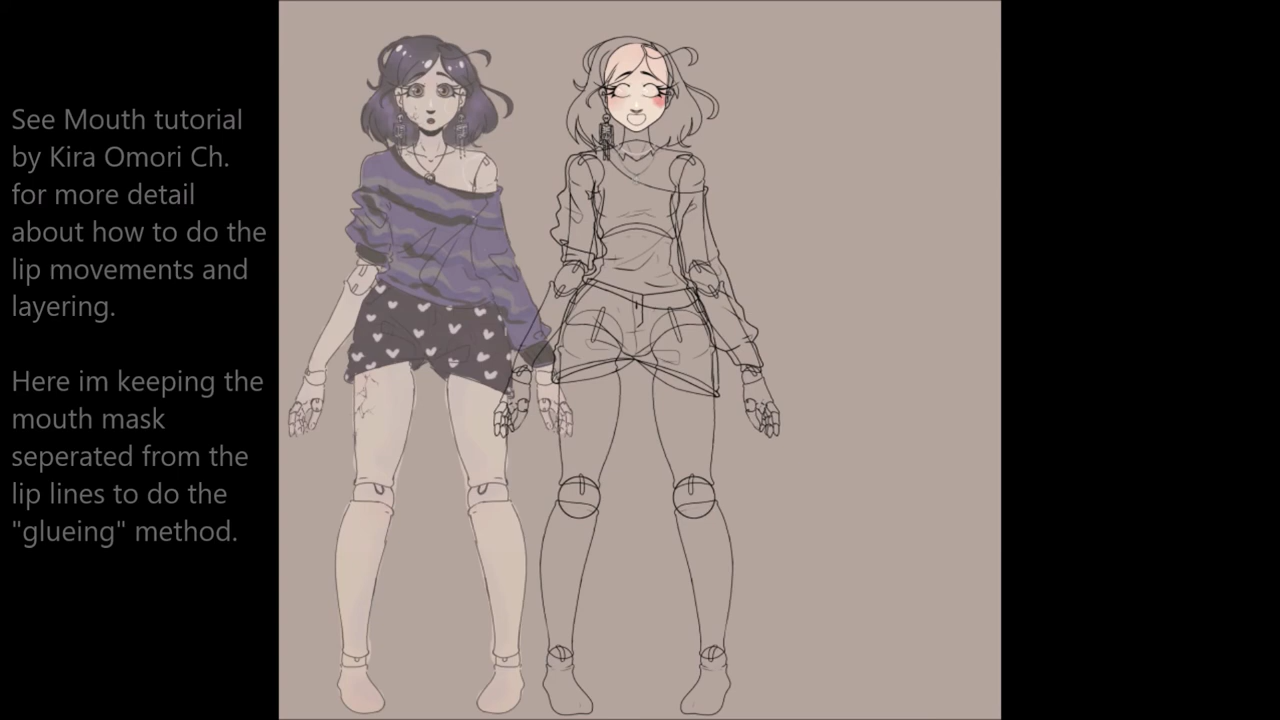 See Mouth tutorial
by Kira Omori Ch.
for more detail
about how to do the
lip movements and
layering.
Here im keeping the
mouth mask
seperated from the
lip lines to do the
"glueing" method.